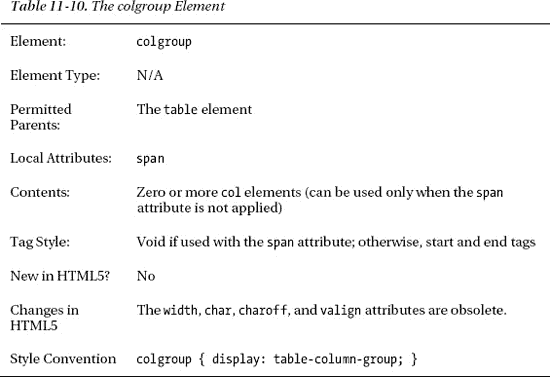 Table 11-10. The colgroup Element
Element: colgroup
Element Type: N/A
Permitted The table element
Parents:
Local Attributes: span
Contents: Zero or more col elements (can be used only when the span
attribute is not applied)
Tag Style: Void if used with the span attribute; otherwise, start and end tags
New in HTML5? No
Changes in The width, char, charoff, and valign attributes are obsolete.
HTML5
Style Convention colgroup { display: table-column-group; }